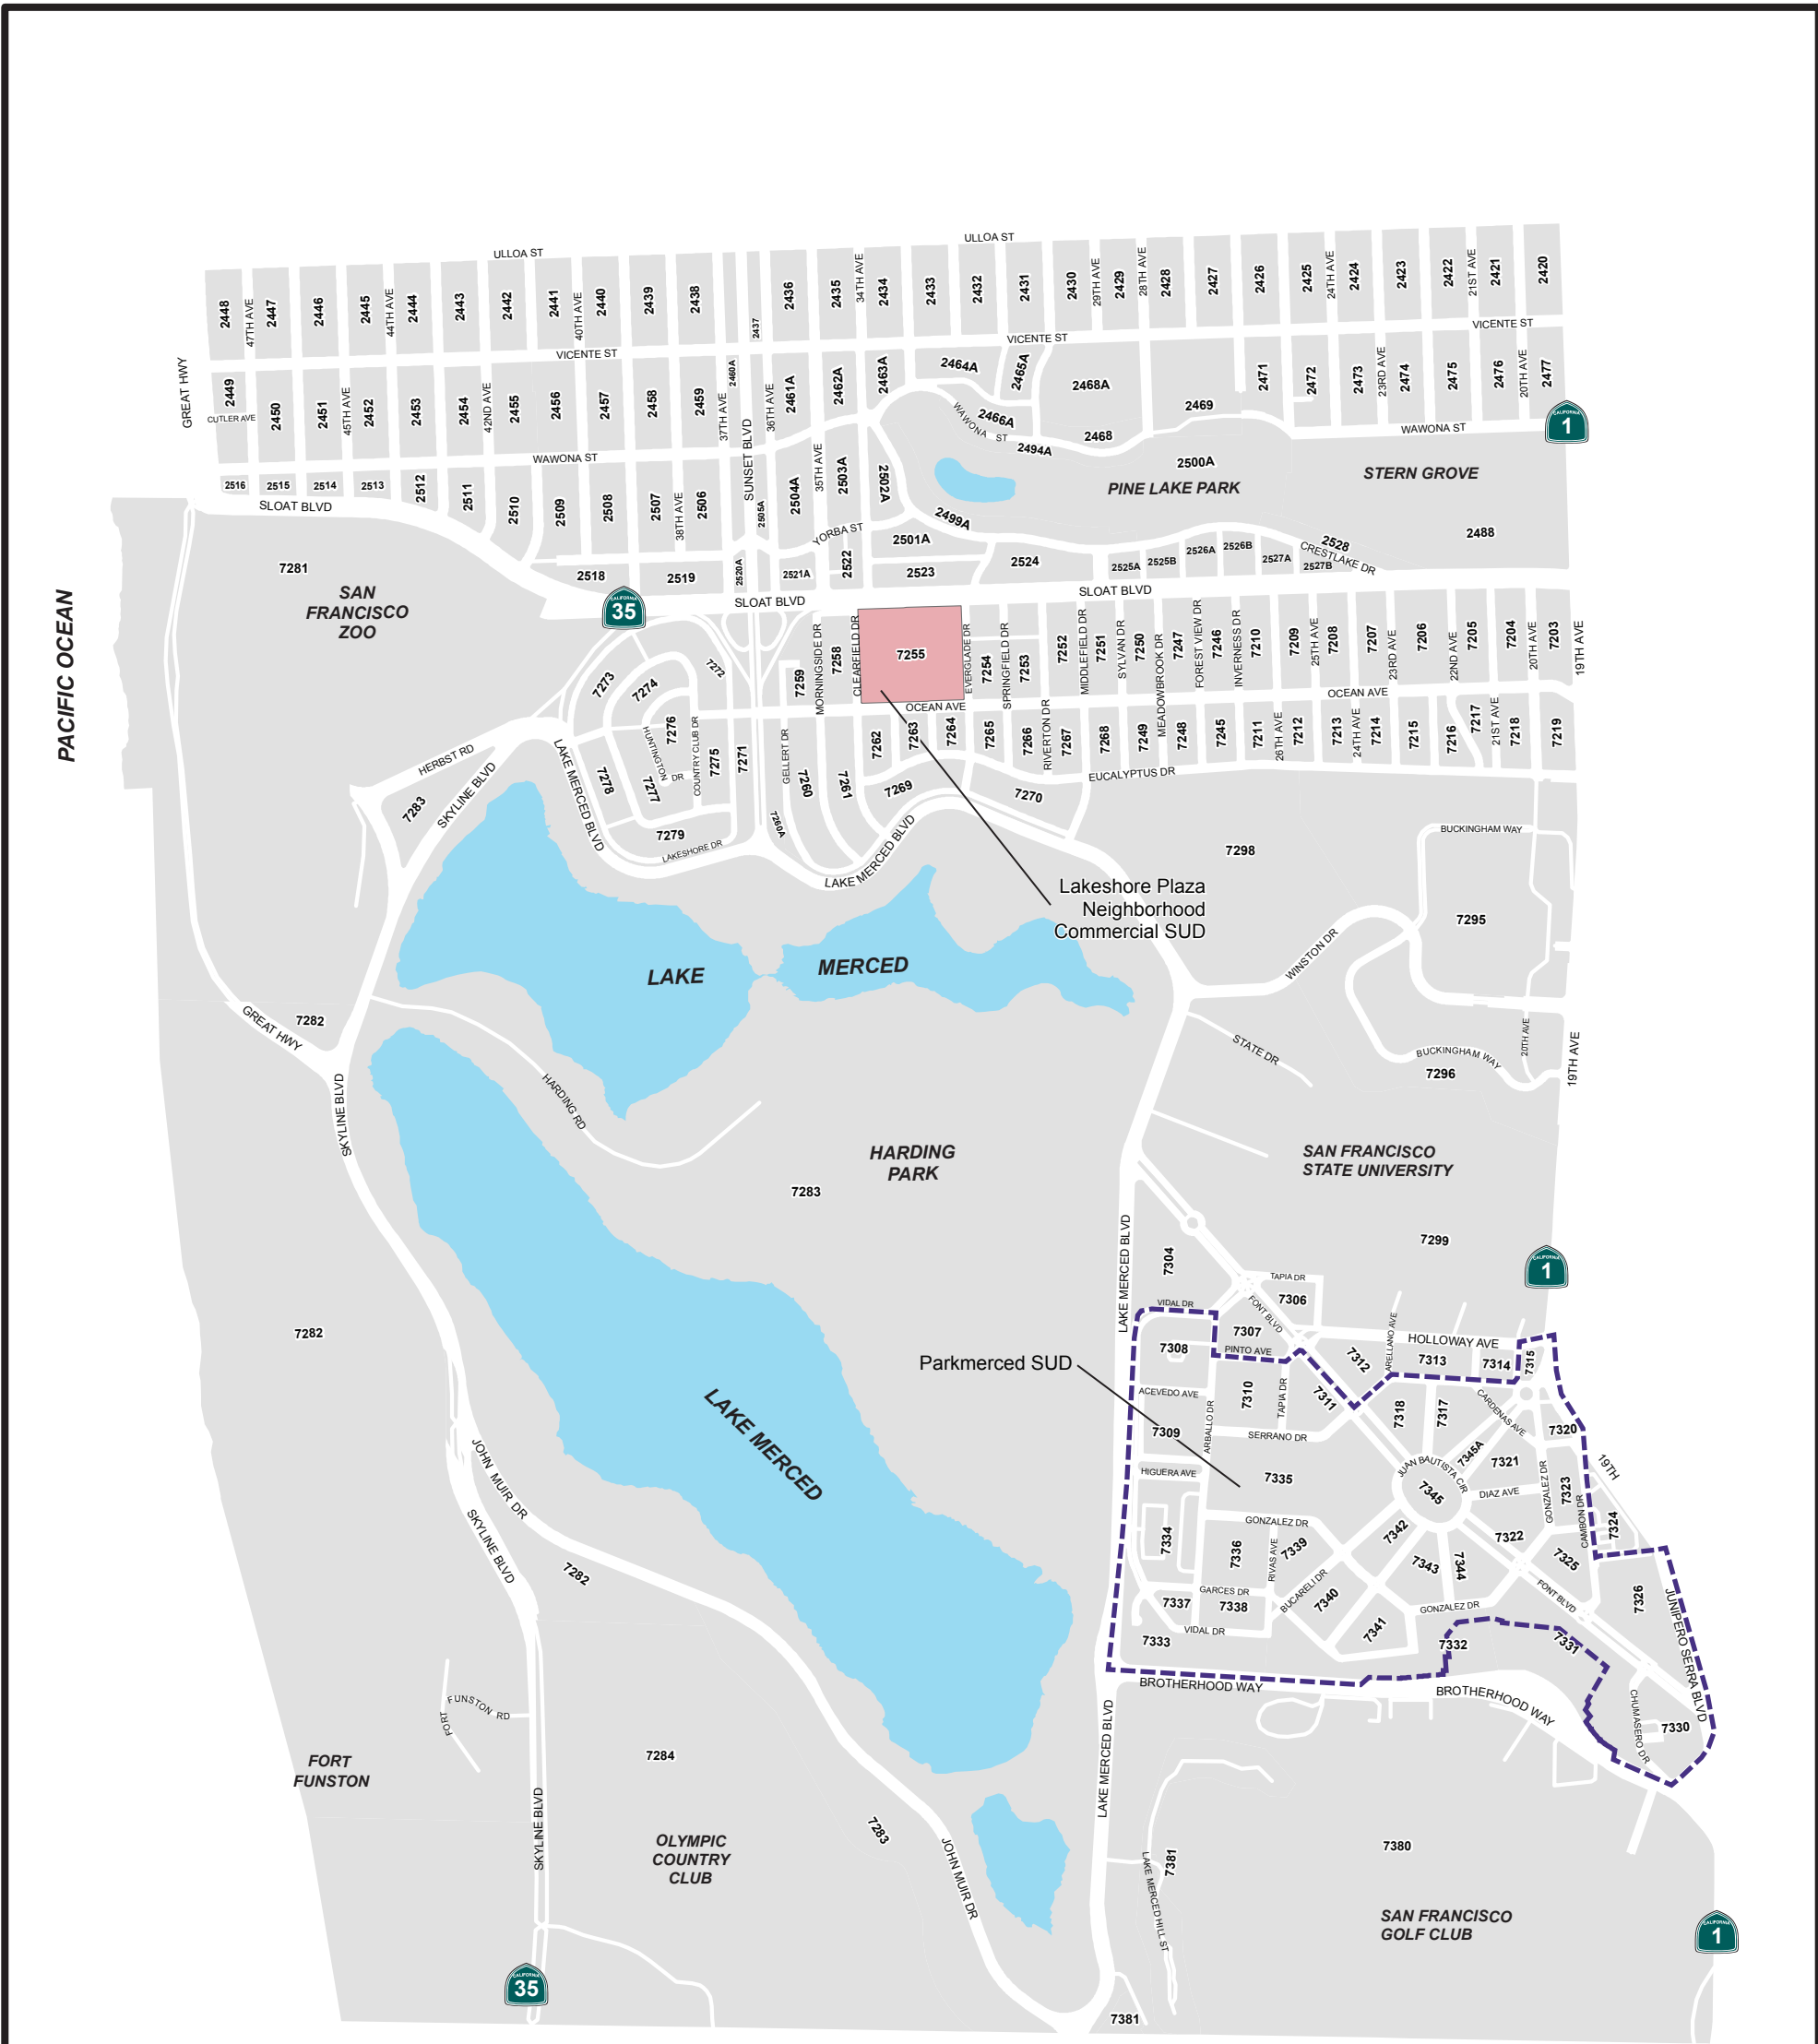 ULLOA ST
ULLOA ST
2448
47TH AVE
2447
2446
2445
44TH AVE
2444
2443
2442
2441
40TH AVE
2440
2439
2438
2437
2436
2435
34TH AVE
2434
2433
2432
2431
2430
29TH AVE
2429
28TH AVE
2428
2427
2426
2425
24TH AVE
2424
2423
2422
21ST AVE
2421
2420
VICENTE ST
VICENTE ST
VICENTE ST
GREAT HWY
2449
CUTLER AVE
2450
2451
45TH AVE
2452
2453
2454
42ND AVE
2455
2456
2457
2458
2459
37TH AVE
2460A
SUNSET BLVD
36TH AVE
2461A
2462A
2463A
2464A
2465A
2466A
WAWONA ST
2494A
2468A
2468
2469
2471
2472
2473
23RD AVE
2474
2475
2476
20TH AVE
2477
CALIFORNIA
1
WAWONA ST
WAWONA ST
2516
2515
2514
2513
2512
2511
2510
2509
2508
2507
38TH AVE
2506
2505A
2504A
35TH AVE
2503A
2502A
2500A
PINE LAKE PARK
STERN GROVE
2499A
2488
SLOAT BLVD
YORBA ST
2501A
2518
2519
2520A
2521A
2522
2523
2524
2525A
2525B
2526A
2526B
2527A
2527B
2528
CRESTLAKE DR
7281
SAN
FRANCISCO
ZOO
CALIFORNIA
35
SLOAT BLVD
SLOAT BLVD
PACIFIC OCEAN
7273
7274
7272
7276
HUNTINGTON DR
COUNTRY CLUB DR
7275
7271
7277
7278
7279
LAKESHORE DR
7259
MORNINGSIDE DR
7258
CLEARFIELD DR
7255
EVERGLADE DR
7254
SPRINGFIELD DR
7253
7252
MIDDLEFIELD DR
7251
SYLVAN DR
7250
MEADOWBROOK DR
7247
FOREST VIEW DR
7246
INVERNESS DR
7210
7209
25TH AVE
7208
7207
23RD AVE
7206
22ND AVE
7205
7204
20TH AVE
7203
19TH AVE
OCEAN AVE
OCEAN AVE
GELLERT DR
7260
7260A
7261
7262
7263
7264
7265
7266
RIVERTON DR
7267
7268
7249
7248
7245
7211
26TH AVE
7212
7213
24TH AVE
7214
7215
7216
7217
21ST AVE
7218
7219
EUCALYPTUS DR
7269
7270
HERBST RD
7283
SKYLINE BLVD
LAKE MERCED BLVD
LAKE MERCED BLVD
Lakeshore Plaza
Neighborhood
Commercial SUD
7298
BUCKINGHAM WAY
7295
WINSTON DR
LAKE
MERCED
7282
GREAT HWY
SKYLINE BLVD
HARDING RD
STATE DR
BUCKINGHAM WAY
7296
20TH AVE
19TH AVE
HARDING
PARK
7283
SAN FRANCISCO
STATE UNIVERSITY
7299
CALIFORNIA
1
7282
LAKE MERCED
LAKE MERCED BLVD
7304
VIDAL DR
TAPIA DR
7306
FONT BLVD
7307
PINTO AVE
7308
HOLLOWAY AVE
ARELLANO AVE
7312
7313
7314
7315
Parkmerced SUD
ACEVEDO AVE
7309
ARBALLO DR
7310
TAPIA DR
7311
SERRANO DR
7318
7317
CARDENAS AVE
7320
7345A
JUAN BAUTISTA CIR
7345
7321
DIAZ AVE
GONZALEZ DR
7323
CAMBON DR
19TH
7324
HIGUERA AVE
7335
GONZALEZ DR
7334
7336
RIVAS AVE
7339
7342
7343
7344
7322
7325
FONT BLVD
7326
JUNIPERO SERRA BLVD
GARCES DR
7337
7338
BUCARELI DR
7340
7341
GONZALEZ DR
7332
7331
VIDAL DR
7333
BROTHERHOOD WAY
BROTHERHOOD WAY
CHUMASERO DR
7330
JOHN MUIR DR
SKYLINE BLVD
7282
FORT FUNSTON RD
FORT
FUNSTON
7284
SKYLINE BLVD
OLYMPIC
COUNTRY
CLUB
7283
JOHN MUIR DR
LAKE MERCED BLVD
7381
LAKE MERCED HILL ST
7380
SAN FRANCISCO
GOLF CLUB
CALIFORNIA
1
CALIFORNIA
35
7381